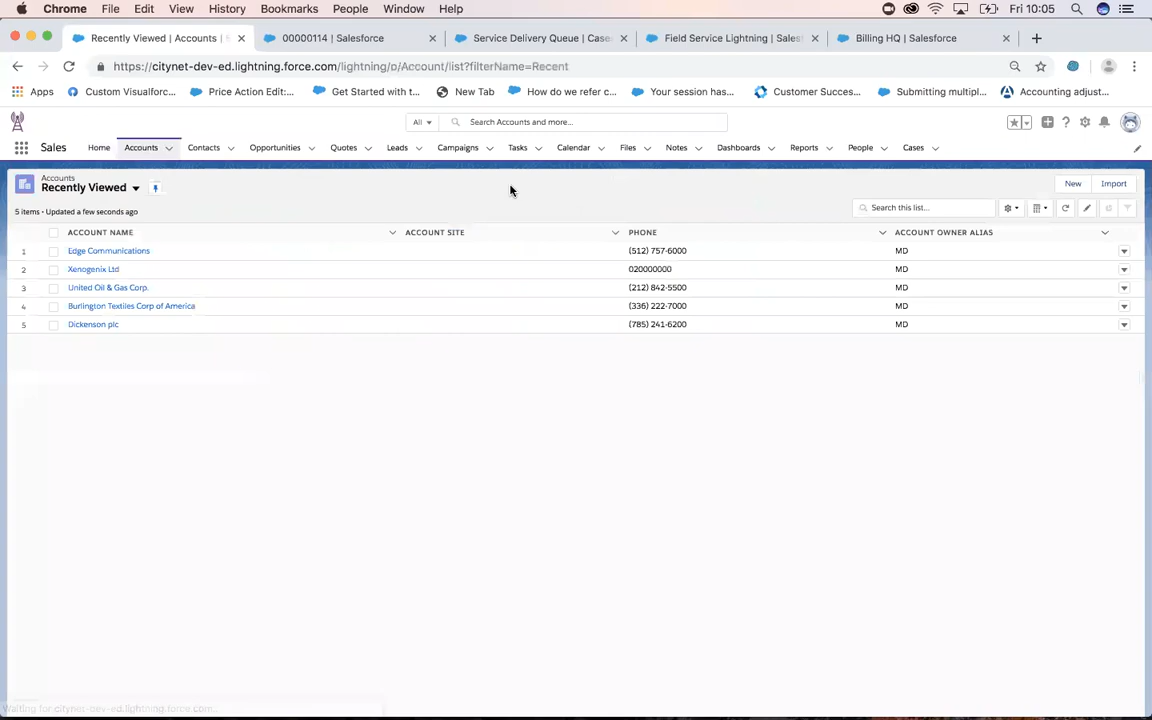 Chrome File Edit View History Bookmarks People Window Help Fri 10:05
Recently Viewed | Accounts | 00000114 | Salesforce Service Delivery Queue | Case Field Service Lightning | Sales Billing HQ | Salesforce
https://citynet-dev-ed.lightning.force.com/lightning/o/Account/list?filterName=Recent
Apps Custom Visualforc... Price Action Edit:... Get Started with t... New Tab How do we refer c... Your session has... Customer Succes... Submitting multipl... Accounting adjust...
All Search Accounts and more...
Sales Home Accounts Contacts Opportunities Quotes Leads Campaigns Tasks Calendar Files Notes Dashboards Reports People Cases
Accounts
Recently Viewed
New Import
5 items • Updated a few seconds ago
Search this list...
ACCOUNT NAME ACCOUNT SITE PHONE ACCOUNT OWNER ALIAS
1 Edge Communications (512) 757-6000 MD
2 Xenogenix Ltd 020000000 MD
3 United Oil & Gas Corp. (212) 842-5500 MD
4 Burlington Textiles Corp of America (336) 222-7000 MD
5 Dickenson plc (785) 241-6200 MD
Waiting for citynet-dev-ed.lightning.force.com...